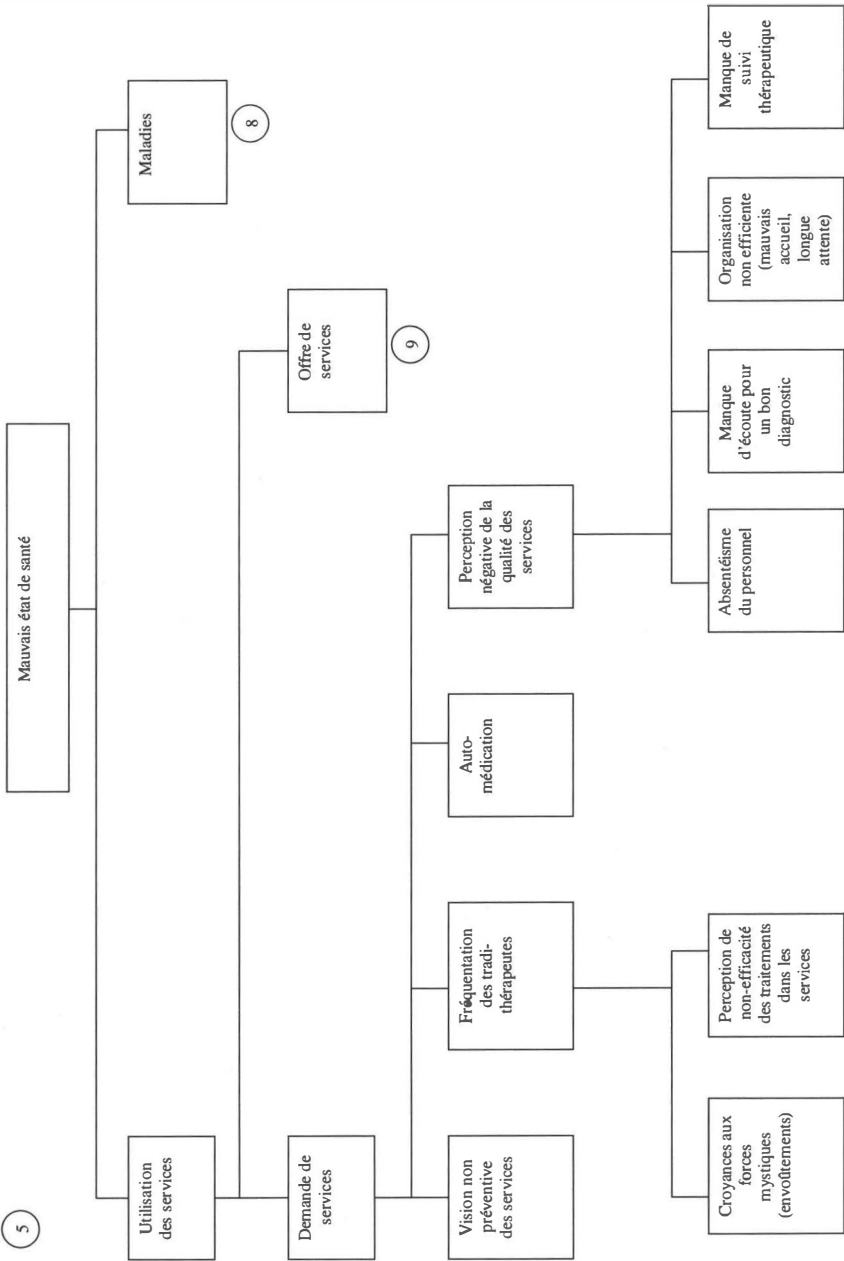 5
Mauvais état de santé
Utilisation
des services
Maladies
8
Demande de
services
Offre de
services
9
Vision non
préventive
des services
Fréquentation
des tradi-
thérapeutes
Auto-
médication
Perception
négative de la
qualité des
services
Croyances aux
forces
mystiques
(envoûtements)
Perception de
non-efficacité
des traitements
dans les
services
Absentéisme
du personnel
Manque
d'écoute pour
un bon
diagnostic
Organisation
non efficiente
(mauvais
accueil,
longue
attente)
Manque de
suivi
thérapeutique